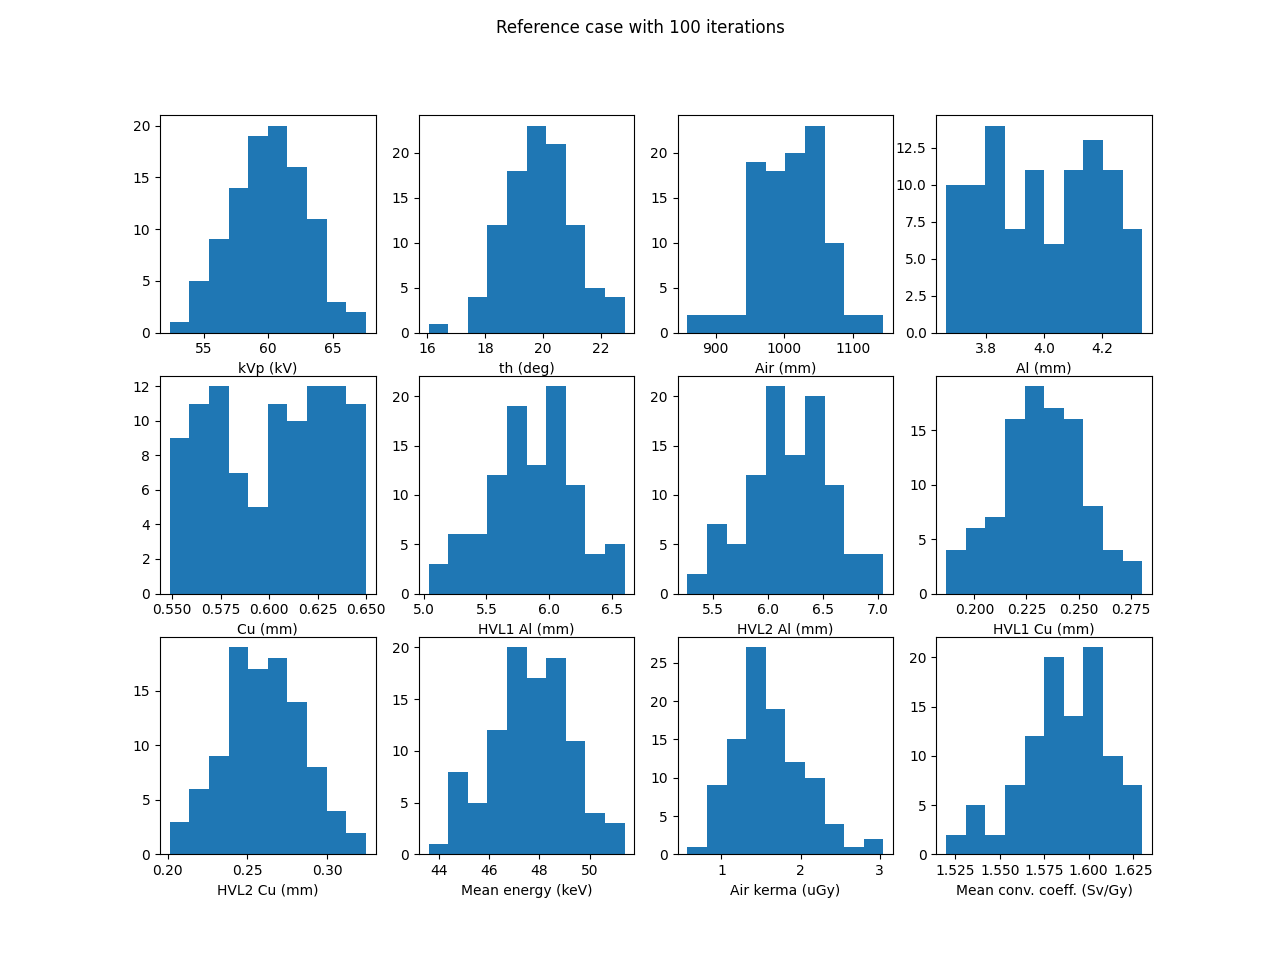 Reference case with 100 iterations
20
15
10
5
0
55 60 65
kVp (kV)
20
15
10
5
0
16 18 20 22
th (deg)
20
15
10
5
0
900 1000 1100
Air (mm)
12.5
10.0
7.5
5.0
2.5
0.0
3.8 4.0 4.2
Al (mm)
12
10
8
6
4
2
0
0.550 0.575 0.600 0.625 0.650
Cu (mm)
20
15
10
5
0
5.0 5.5 6.0 6.5
HVL1 Al (mm)
20
15
10
5
0
5.5 6.0 6.5 7.0
HVL2 Al (mm)
15
10
5
0
0.200 0.225 0.250 0.275
HVL1 Cu (mm)
15
10
5
0
0.20 0.25 0.30
HVL2 Cu (mm)
20
15
10
5
0
44 46 48 50
Mean energy (keV)
25
20
15
10
5
0
1 2 3
Air kerma (uGy)
20
15
10
5
0
1.525 1.550 1.575 1.600 1.625
Mean conv. coeff. (Sv/Gy)